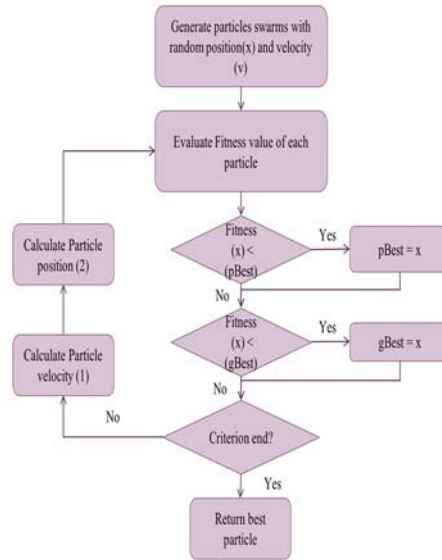 Generate particles swarms with
random position(x) and velocity
(v)
Evaluate Fitness value of each
particle
Fitness
(x) <
(pBest)
Yes
pBest = x
No
Calculate Particle
position (2)
Fitness
(x) <
(gBest)
Yes
gBest = x
No
Calculate Particle
velocity (1)
No
Criterion end?
Yes
Return best
particle